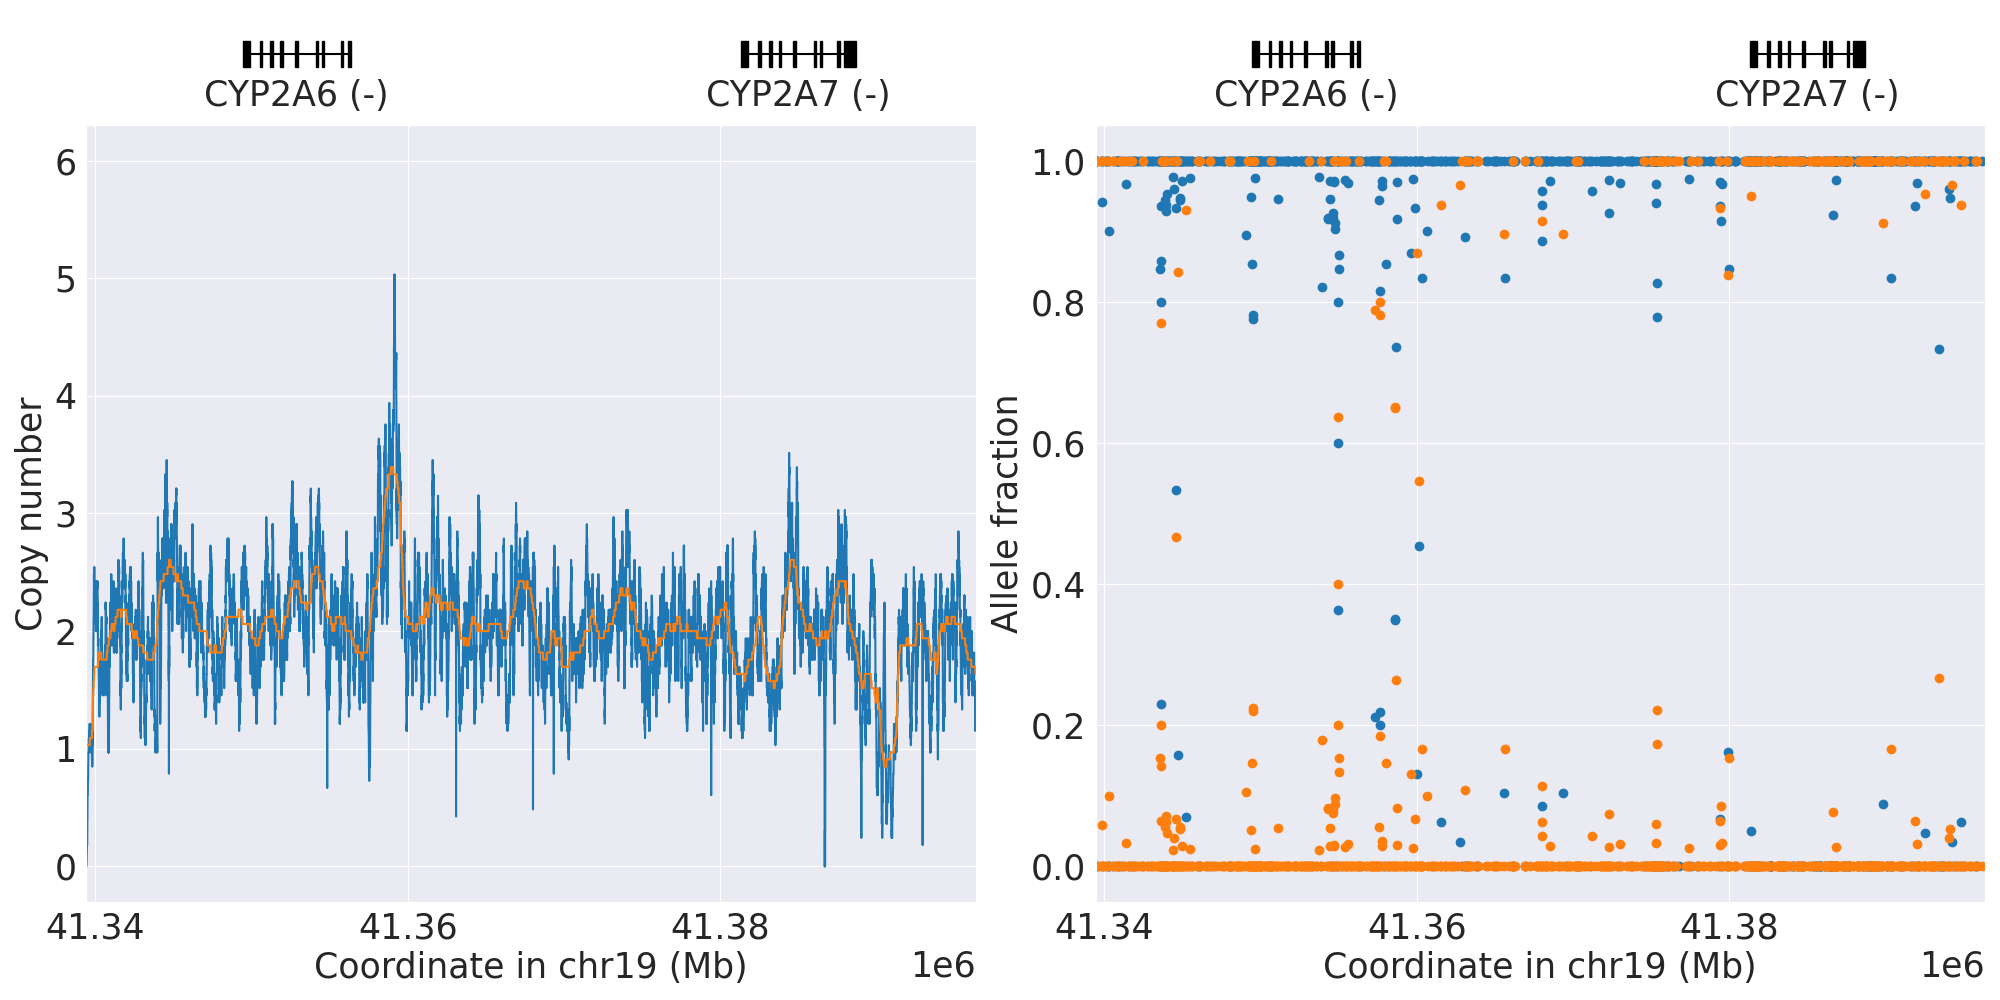 CYP2A6 (-) CYP2A7 (-)
6
5
4
3
2
1
0
Copy number
41.34 41.36 41.38
Coordinate in chr19 (Mb) 1e6
CYP2A6 (-) CYP2A7 (-)
1.0
0.8
0.6
0.4
0.2
0.0
Allele fraction
41.34 41.36 41.38
Coordinate in chr19 (Mb) 1e6